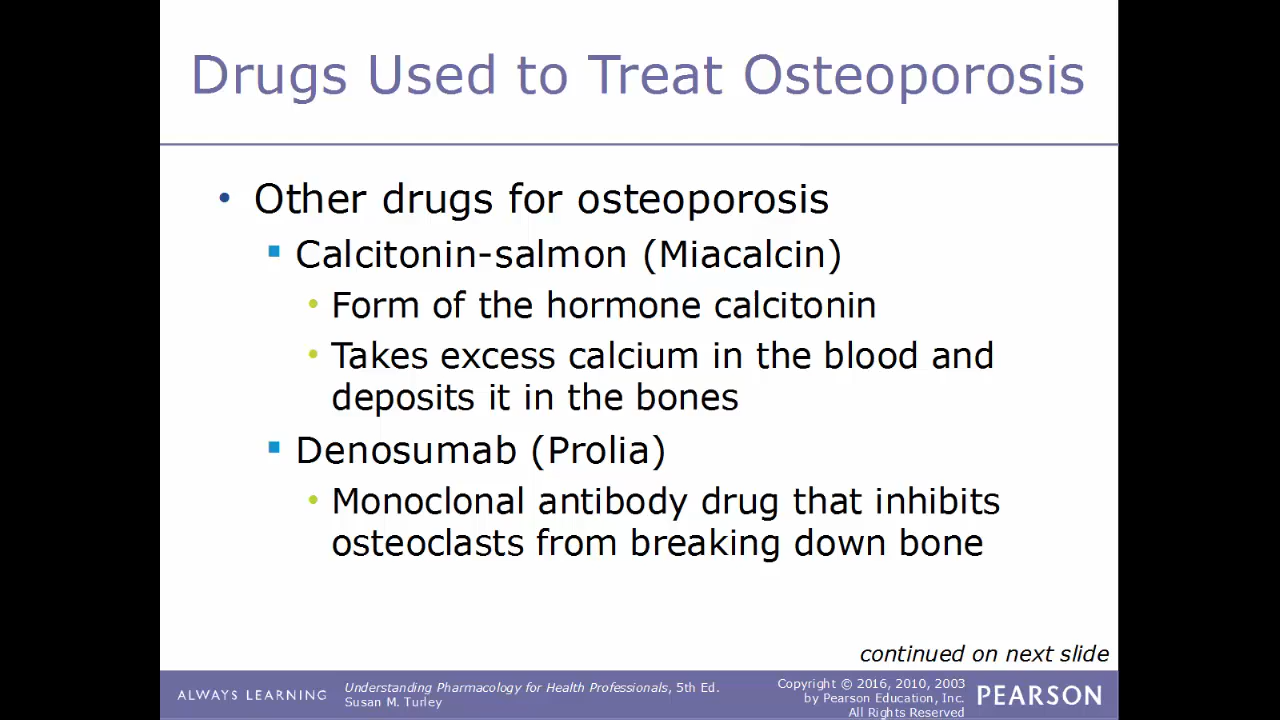 Drugs Used to Treat Osteoporosis
• Other drugs for osteoporosis
▪ Calcitonin-salmon (Miacalcin)
• Form of the hormone calcitonin
• Takes excess calcium in the blood and
deposits it in the bones
▪ Denosumab (Prolia)
• Monoclonal antibody drug that inhibits
osteoclasts from breaking down bone
continued on next slide
ALWAYS LEARNING
Understanding Pharmacology for Health Professionals, 5th Ed.
Susan M. Turley
Copyright © 2016, 2010, 2003
by Pearson Education, Inc.
All Rights Reserved
PEARSON